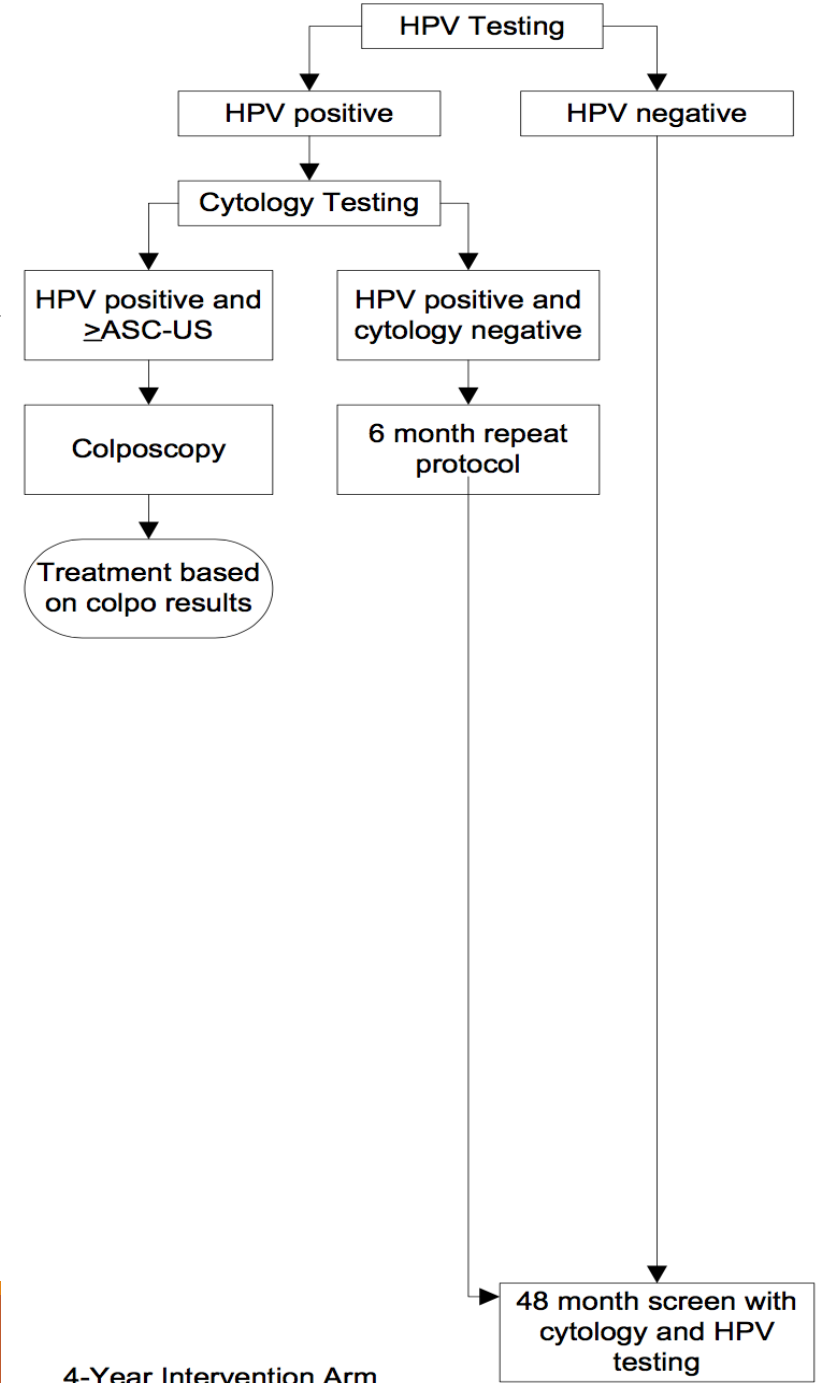 HPV Testing
HPV positive
HPV negative
Cytology Testing
HPV positive and
≥ASC-US
HPV positive and
cytology negative
Colposcopy
6 month repeat
protocol
Treatment based
on colpo results
48 month screen with
cytology and HPV
testing
4-Year Intervention Arm